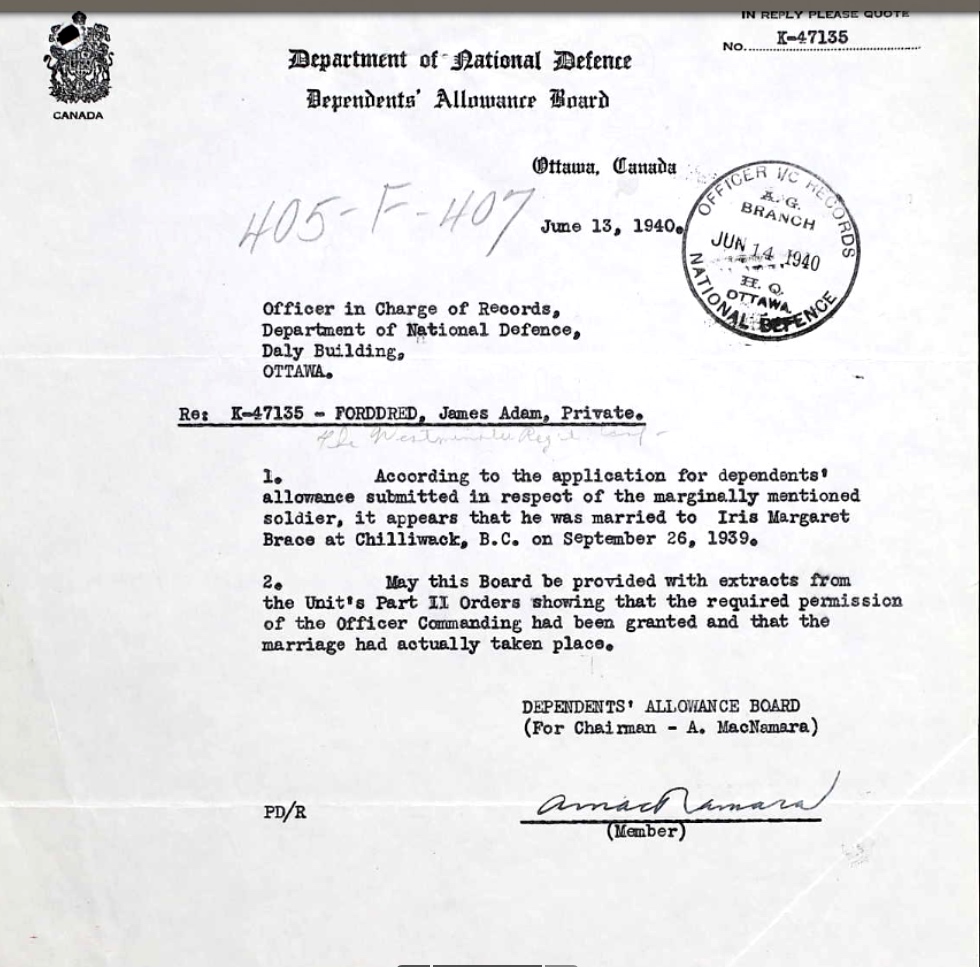 IN REPLY PLEASE QUOTE
No. K-47135
CANADA
Department of National Defence
Dependents' Allowance Board
Ottawa, Canada
405-F-407
June 13, 1940.
OFFICER I/C RECORDS
A. G.
BRANCH
JUN 14 1940
H. Q.
OTTAWA
NATIONAL DEFENCE
Officer in Charge of Records,
Department of National Defence,
Daly Building,
OTTAWA.
Re: K-47135 - FORDDRED, James Adam, Private.
The Westminster Reg't
1. According to the application for dependents'
allowance submitted in respect of the marginally mentioned
soldier, it appears that he was married to Iris Margaret
Brace at Chilliwack, B.C. on September 26, 1939.
2. May this Board be provided with extracts from
the Unit's Part II Orders showing that the required permission
of the Officer Commanding had been granted and that the
marriage had actually taken place.
DEPENDENTS' ALLOWANCE BOARD
(For Chairman - A. MacNamara)
PD/R
AMacNamara
(Member)